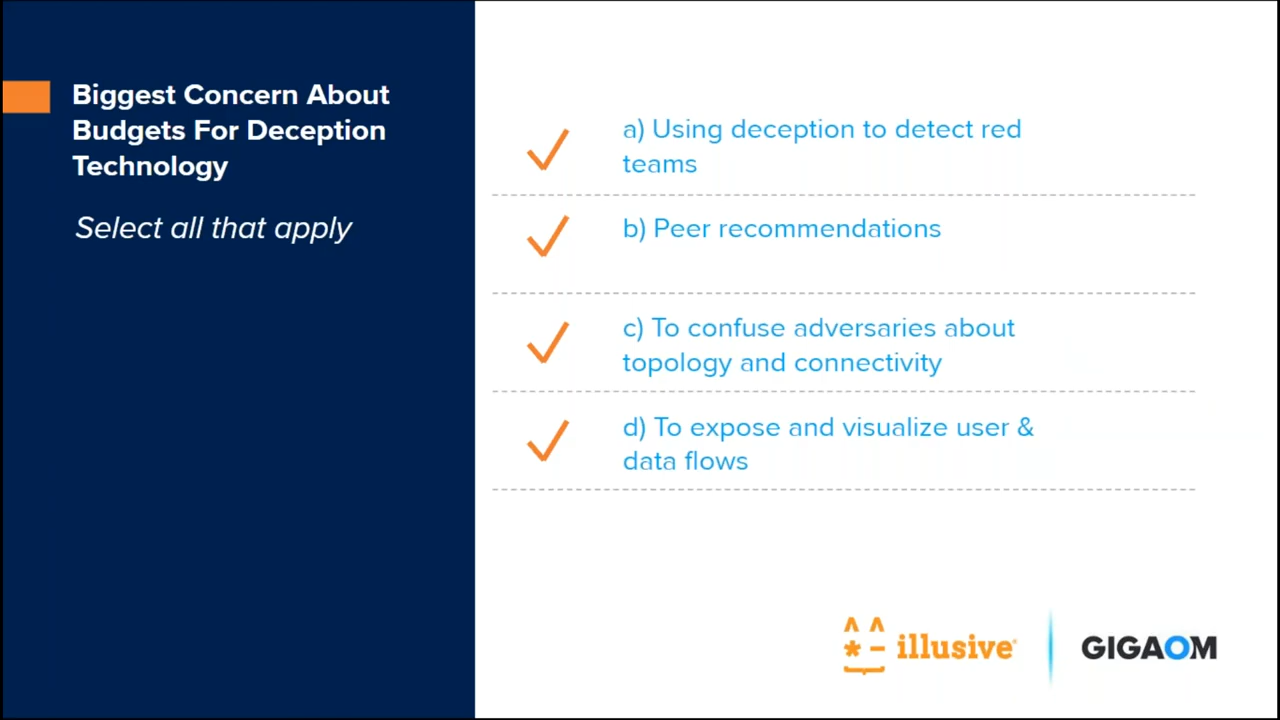 Biggest Concern About
Budgets For Deception
Technology
Select all that apply
a) Using deception to detect red
teams
b) Peer recommendations
c) To confuse adversaries about
topology and connectivity
d) To expose and visualize user &
data flows
illusive
GIGAOM